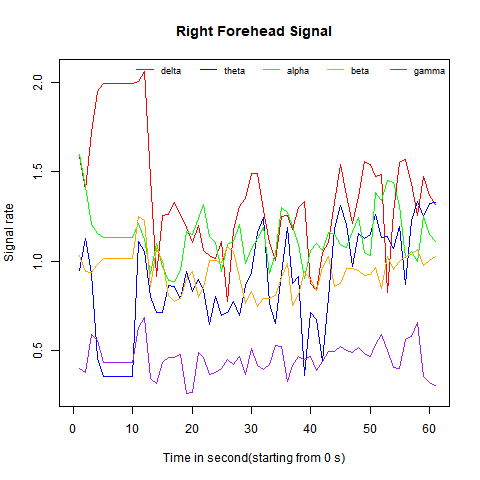 Right Forehead Signal
delta theta alpha beta gamma
Signal rate
2.0
1.5
1.0
0.5
0 10 20 30 40 50 60
Time in second(starting from 0 s)